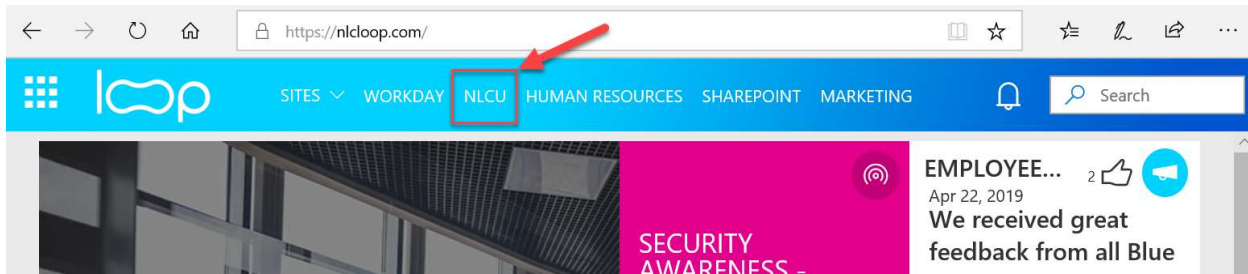 https://nlcloop.com/
loop SITES WORKDAY NLCU HUMAN RESOURCES SHAREPOINT MARKETING Search
EMPLOYEE... 2
Apr 22, 2019
We received great
feedback from all Blue
SECURITY
AWARENESS -